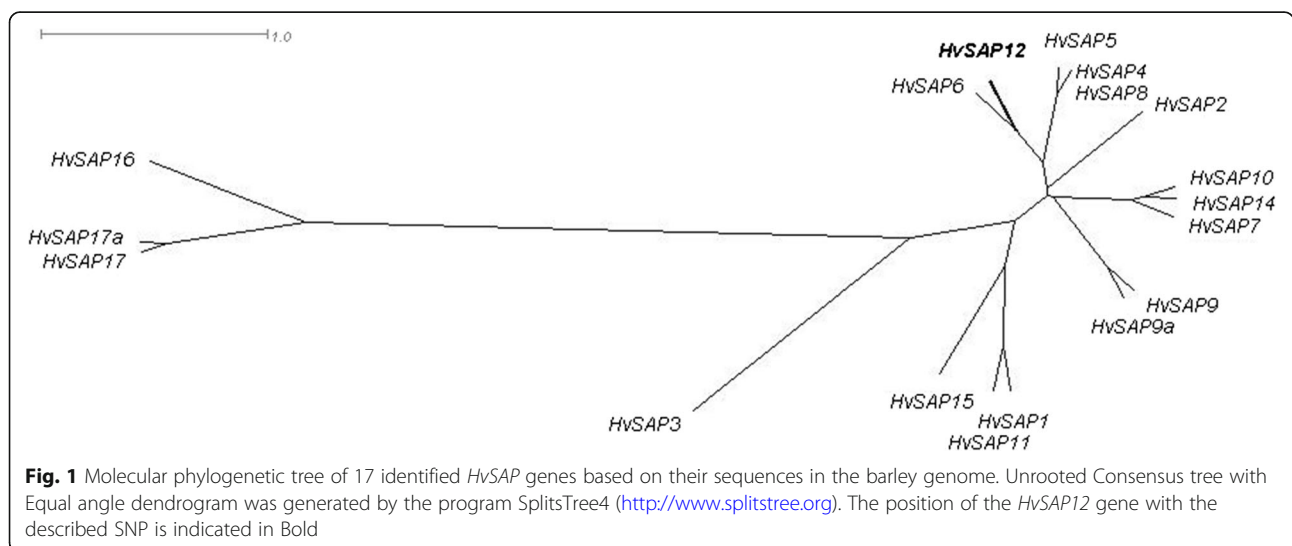 1.0
HvSAP12
HvSAP5
HvSAP4
HvSAP6
HvSAP8
HvSAP2
HvSAP16
HvSAP10
HvSAP14
HvSAP7
HvSAP17a
HvSAP17
HvSAP9
HvSAP9a
HvSAP15
HvSAP3
HvSAP1
HvSAP11
Fig. 1 Molecular phylogenetic tree of 17 identified HvSAP genes based on their sequences in the barley genome. Unrooted Consensus tree with
Equal angle dendrogram was generated by the program SplitsTree4 (http://www.splitstree.org). The position of the HvSAP12 gene with the
described SNP is indicated in Bold